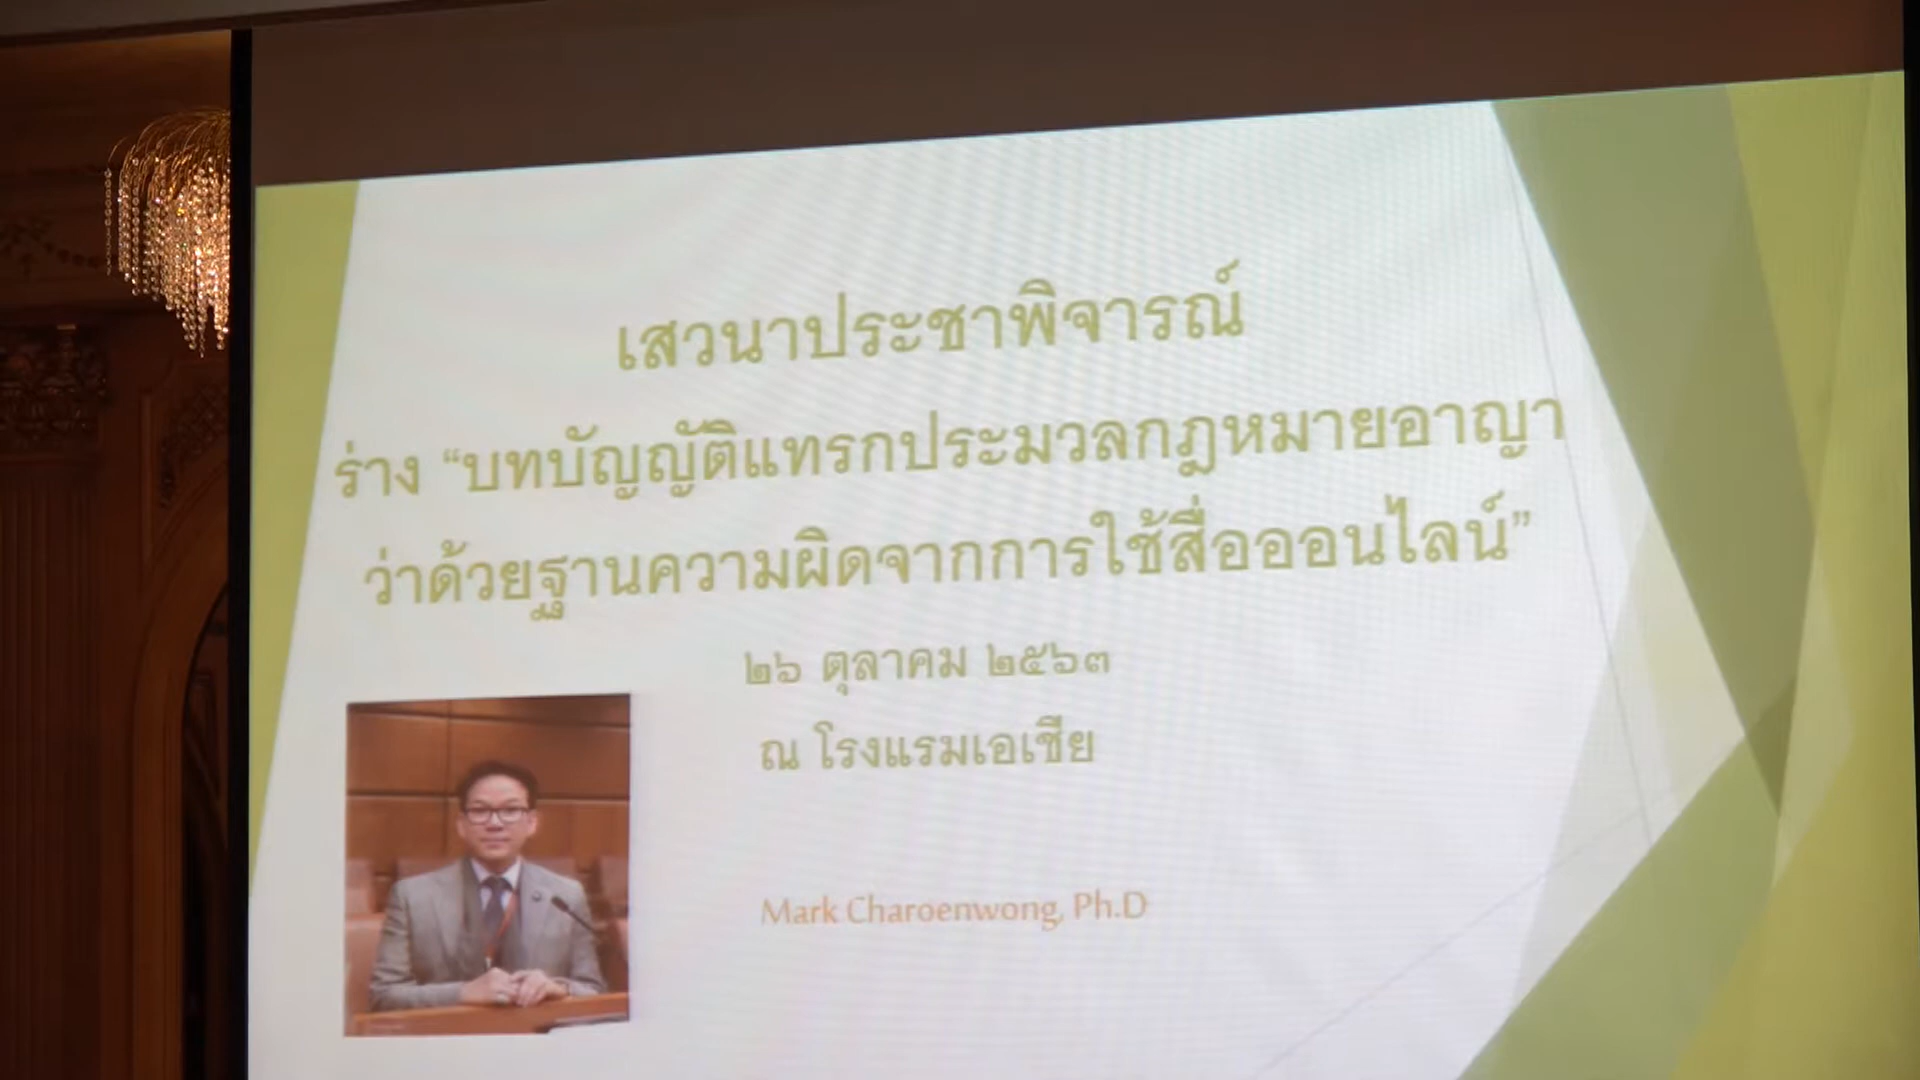 เสวนาประชาพิจารณ์
ร่าง “บทบัญญัติแทรกประมวลกฎหมายอาญา
ว่าด้วยฐานความผิดจากการใช้สื่อออนไลน์”
๒๖ ตุลาคม ๒๕๖๓
ณ โรงแรมเอเชีย
Mark Charoenwong, Ph.D